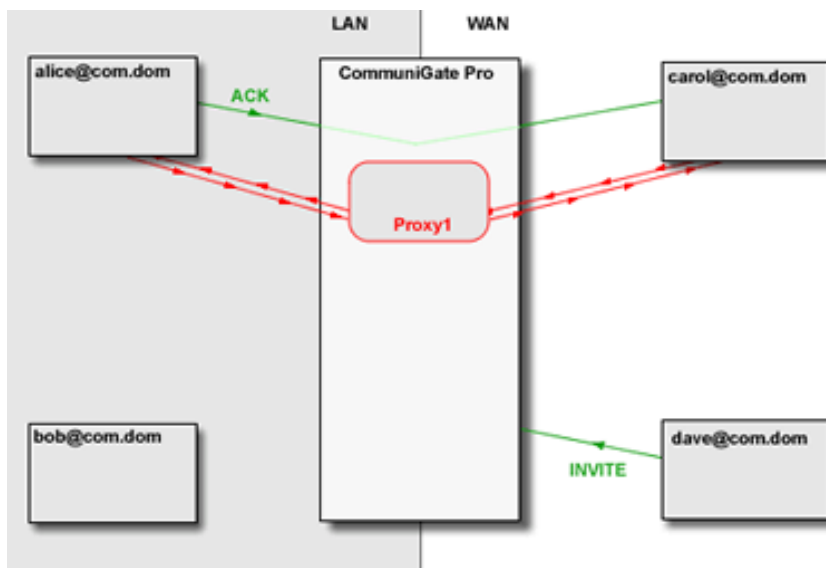 LAN WAN
alice@com.dom
CommuniGate Pro
carol@com.dom
ACK
Proxy1
bob@com.dom
dave@com.dom
INVITE